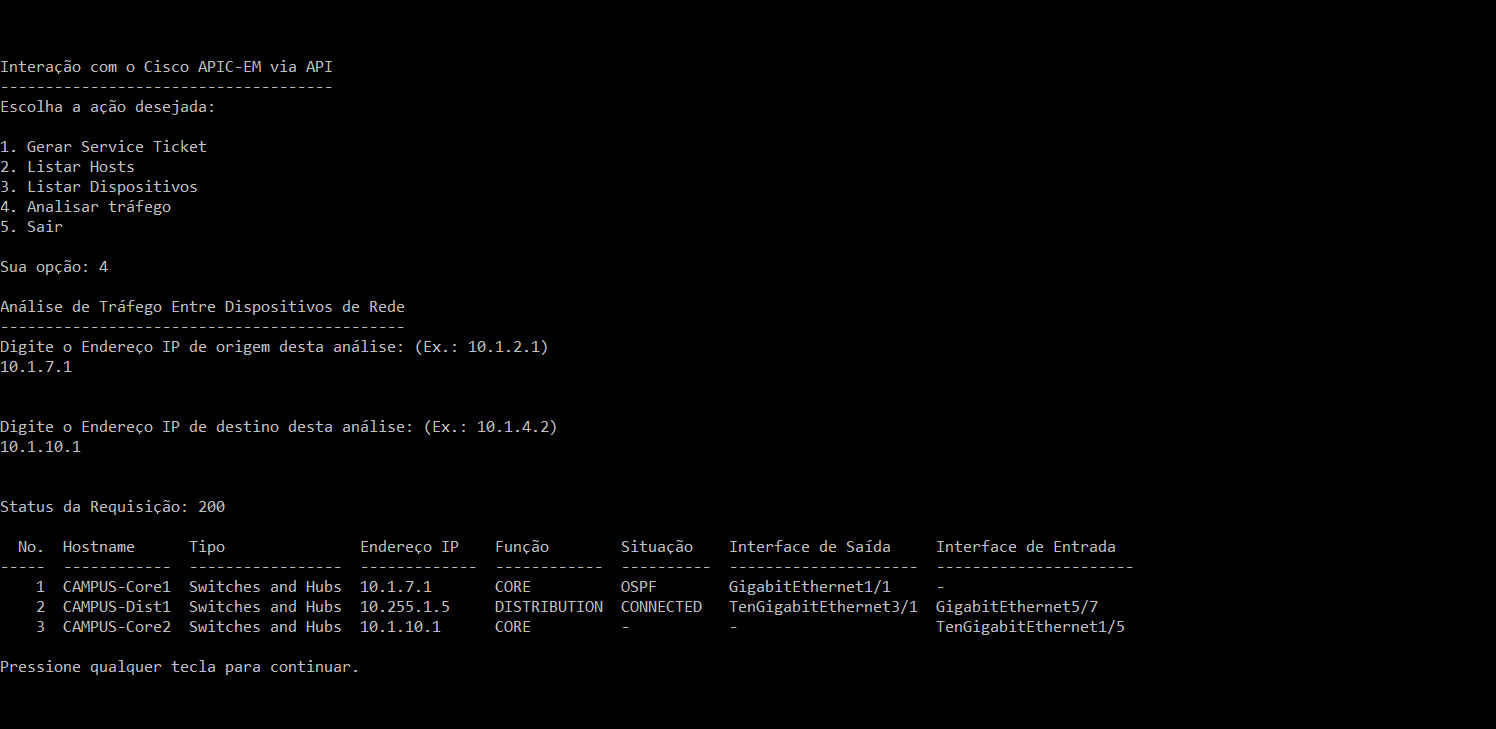 Interação com o Cisco APIC-EM via API
-------------------------------------
Escolha a ação desejada:
1. Gerar Service Ticket
2. Listar Hosts
3. Listar Dispositivos
4. Analisar tráfego
5. Sair
Sua opção: 4
Análise de Tráfego Entre Dispositivos de Rede
---------------------------------------------
Digite o Endereço IP de origem desta análise: (Ex.: 10.1.2.1)
10.1.7.1
Digite o Endereço IP de destino desta análise: (Ex.: 10.1.4.2)
10.1.10.1
Status da Requisição: 200
  No.  Hostname      Tipo               Endereço IP    Função        Situação    Interface de Saída     Interface de Entrada
-----  ------------  -----------------  -------------  ------------  ----------  ---------------------  ----------------------
    1  CAMPUS-Core1  Switches and Hubs  10.1.7.1       CORE          OSPF        GigabitEthernet1/1     -
    2  CAMPUS-Dist1  Switches and Hubs  10.255.1.5     DISTRIBUTION  CONNECTED   TenGigabitEthernet3/1  GigabitEthernet5/7
    3  CAMPUS-Core2  Switches and Hubs  10.1.10.1      CORE          -           -                      TenGigabitEthernet1/5
Pressione qualquer tecla para continuar.